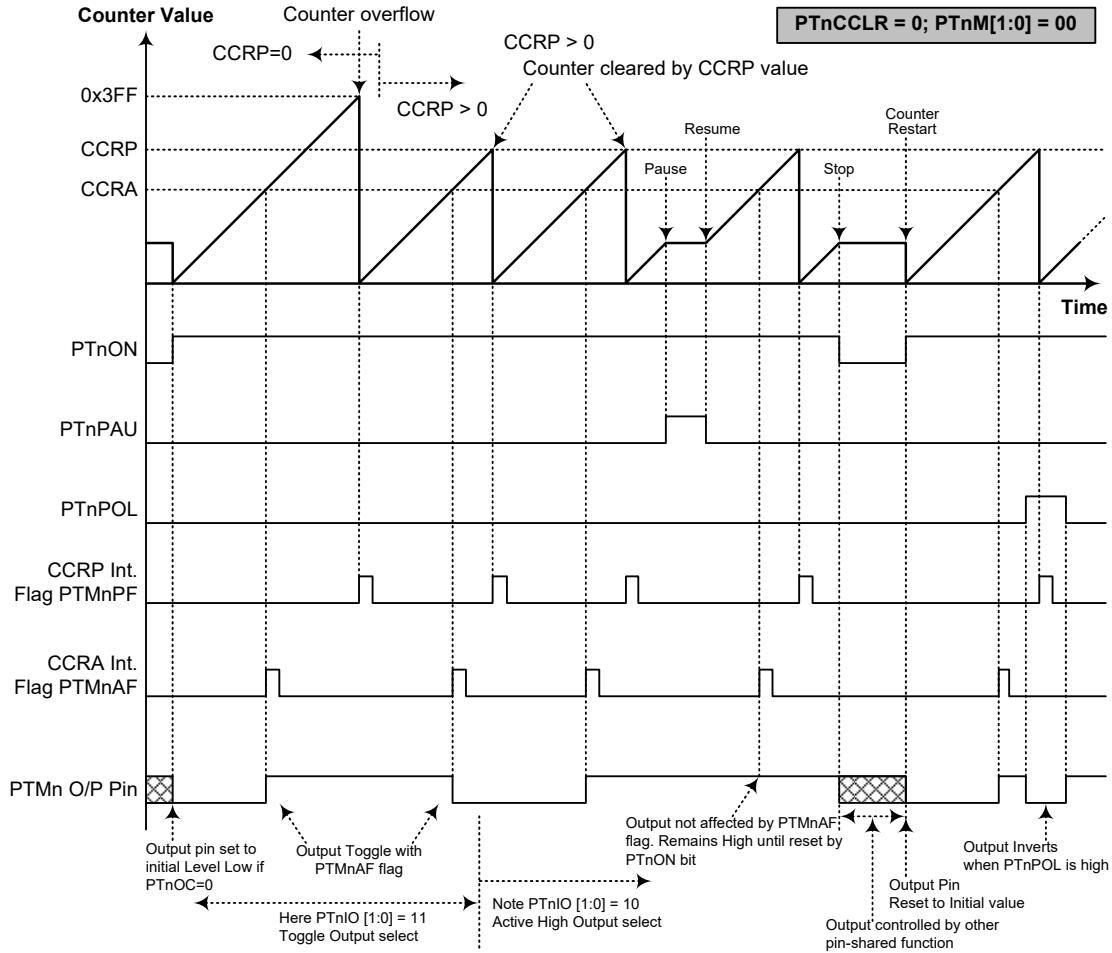 Counter Value
Counter overflow
PTnCCLR = 0; PTnM[1:0] = 00
CCRP=0
CCRP > 0
CCRP > 0
Counter cleared by CCRP value
0x3FF
CCRP
CCRA
Pause
Resume
Stop
Counter
Restart
Time
PTnON
PTnPAU
PTnPOL
CCRP Int.
Flag PTMnPF
CCRA Int.
Flag PTMnAF
PTMn O/P Pin
Output pin set to
initial Level Low if
PTnOC=0
Output Toggle with
PTMnAF flag
Here PTnIO [1:0] = 11
Toggle Output select
Note PTnIO [1:0] = 10
Active High Output select
Output not affected by PTMnAF
flag. Remains High until reset by
PTnON bit
Output controlled by other
pin-shared function
Output Pin
Reset to Initial value
Output Inverts
when PTnPOL is high